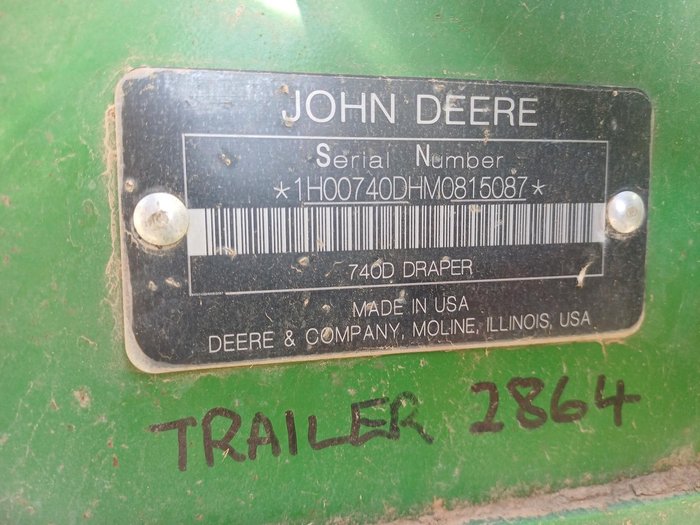 JOHN DEERE
Serial Number
*1H00740DHM0815087*
740D DRAPER
MADE IN USA
DEERE & COMPANY, MOLINE, ILLINOIS, USA
TRAILER 2864